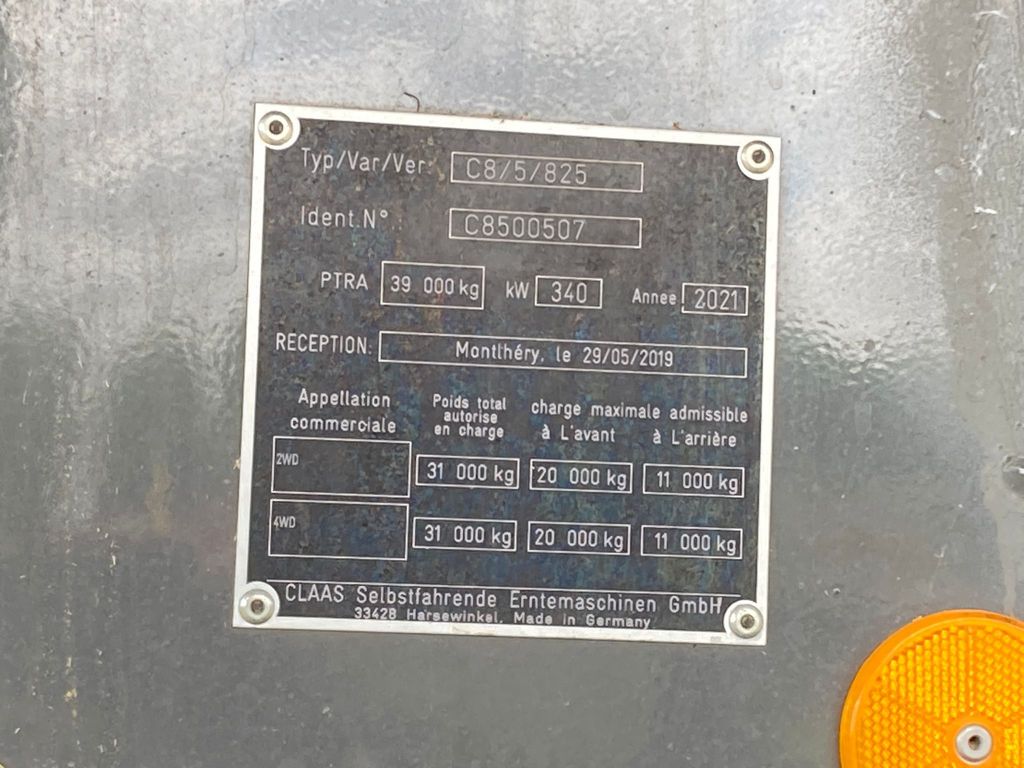 Typ/Var/Ver: C8/5/825
Ident.N° C8500507
PTRA 39 000 kg kW 340 Annee 2021
RECEPTION: Montlhéry, le 29/05/2019
Appellation commerciale
Poids total autorise en charge
charge maximale admissible
à L'avant à L'arrière
2WD 31 000 kg 20 000 kg 11 000 kg
4WD 31 000 kg 20 000 kg 11 000 kg
CLAAS Selbstfahrende Erntemaschinen GmbH
33428 Harsewinkel, Made in Germany